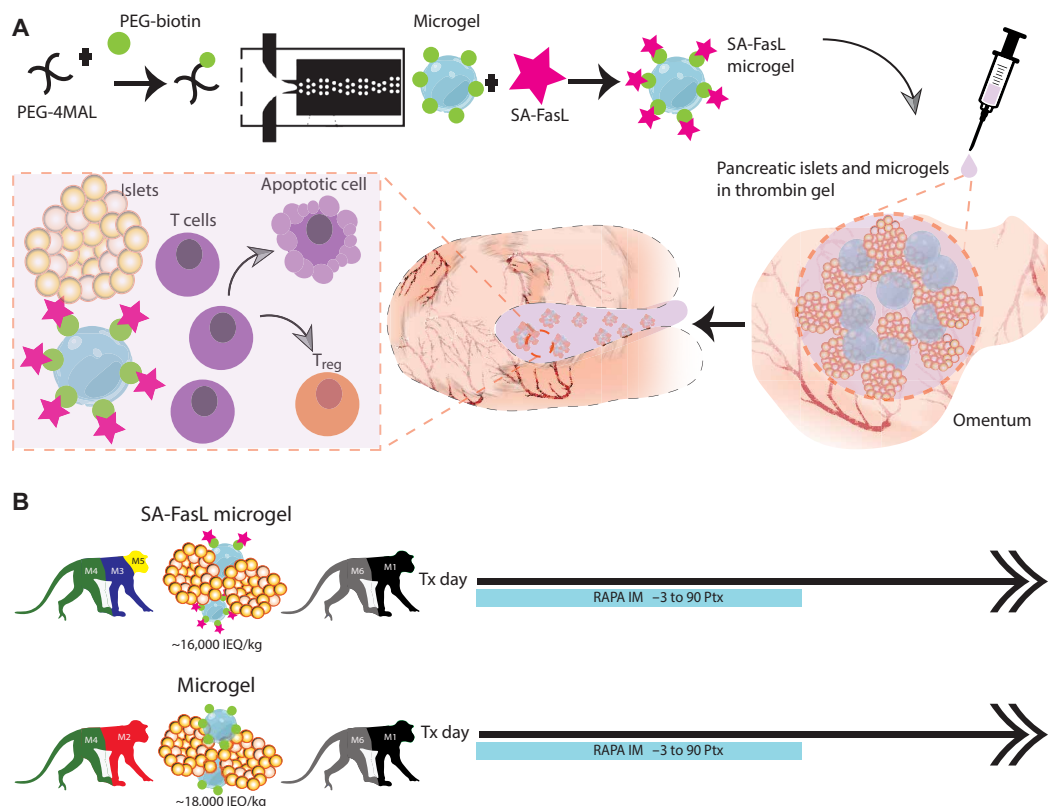 A
PEG-biotin
PEG-4MAL
Microgel
SA-FasL
SA-FasL
microgel
Pancreatic islets and microgels
in thrombin gel
Islets
T cells
Apoptotic cell
Treg
Omentum
B
SA-FasL microgel
M4 M3 M5
~16,000 IEQ/kg
M6 M1
Tx day
RAPA IM –3 to 90 Ptx
Microgel
M4 M2
~18,000 IEQ/kg
M6 M1
Tx day
RAPA IM –3 to 90 Ptx